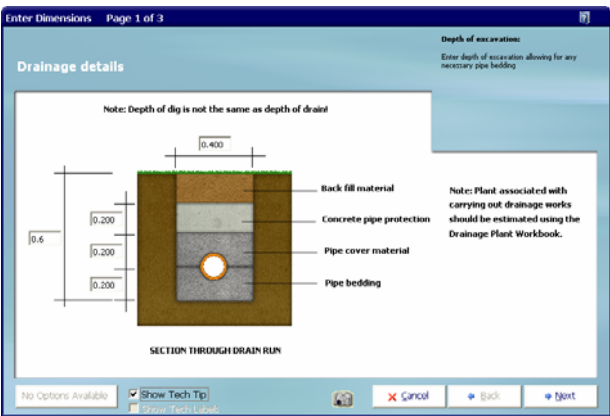 Enter Dimensions Page 1 of 3
Depth of excavation:
Enter depth of excavation allowing for any
necessary pipe bedding
Drainage details
Note: Depth of dig is not the same as depth of drain!
0.400
Back fill material
Note: Plant associated with
carrying out drainage works
should be estimated using the
Drainage Plant Workbook.
0.200
Concrete pipe protection
0.6
0.200
Pipe cover material
0.200
Pipe bedding
SECTION THROUGH DRAIN RUN
No Options Available
Show Tech Tip
Show Tech Labels
Cancel
Back
Next